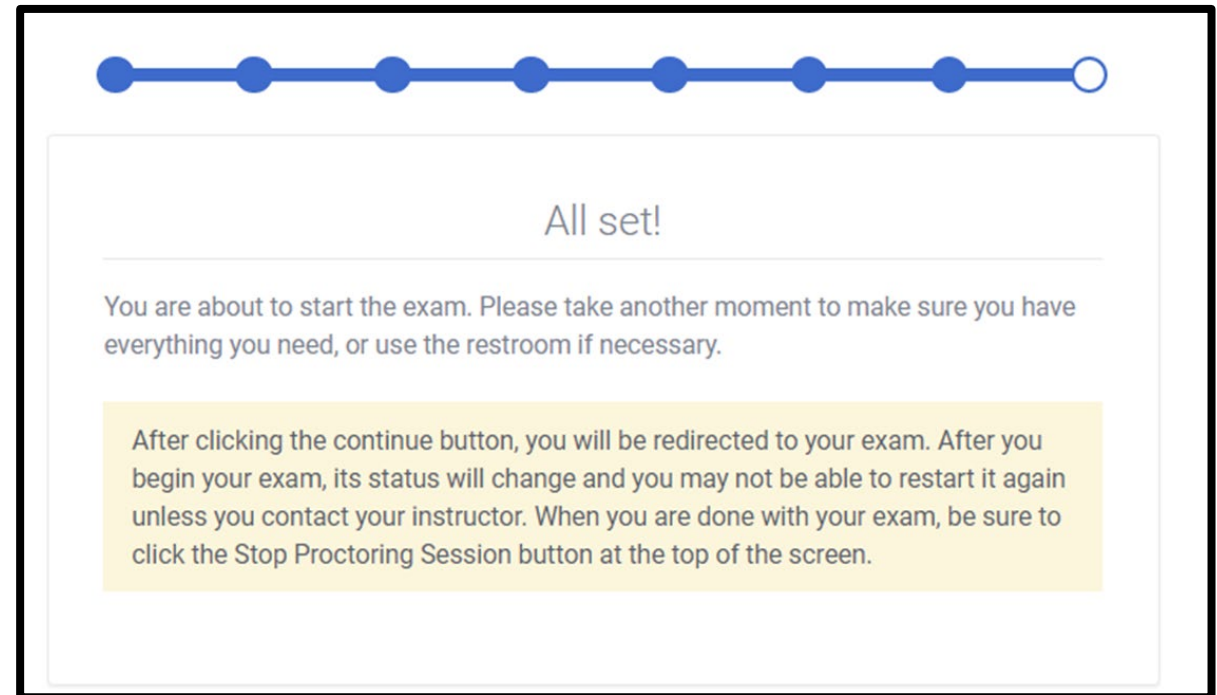 All set!
You are about to start the exam. Please take another moment to make sure you have
everything you need, or use the restroom if necessary.
After clicking the continue button, you will be redirected to your exam. After you
begin your exam, its status will change and you may not be able to restart it again
unless you contact your instructor. When you are done with your exam, be sure to
click the Stop Proctoring Session button at the top of the screen.